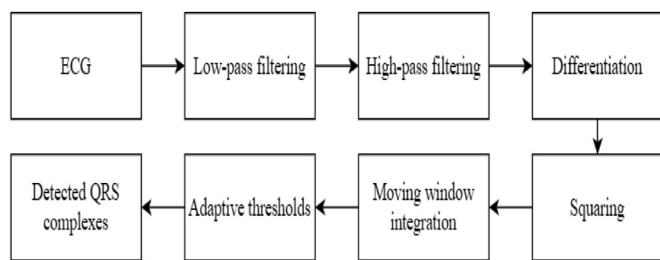 ECG
Low-pass filtering
High-pass filtering
Differentiation
Squaring
Moving window
integration
Adaptive thresholds
Detected QRS
complexes